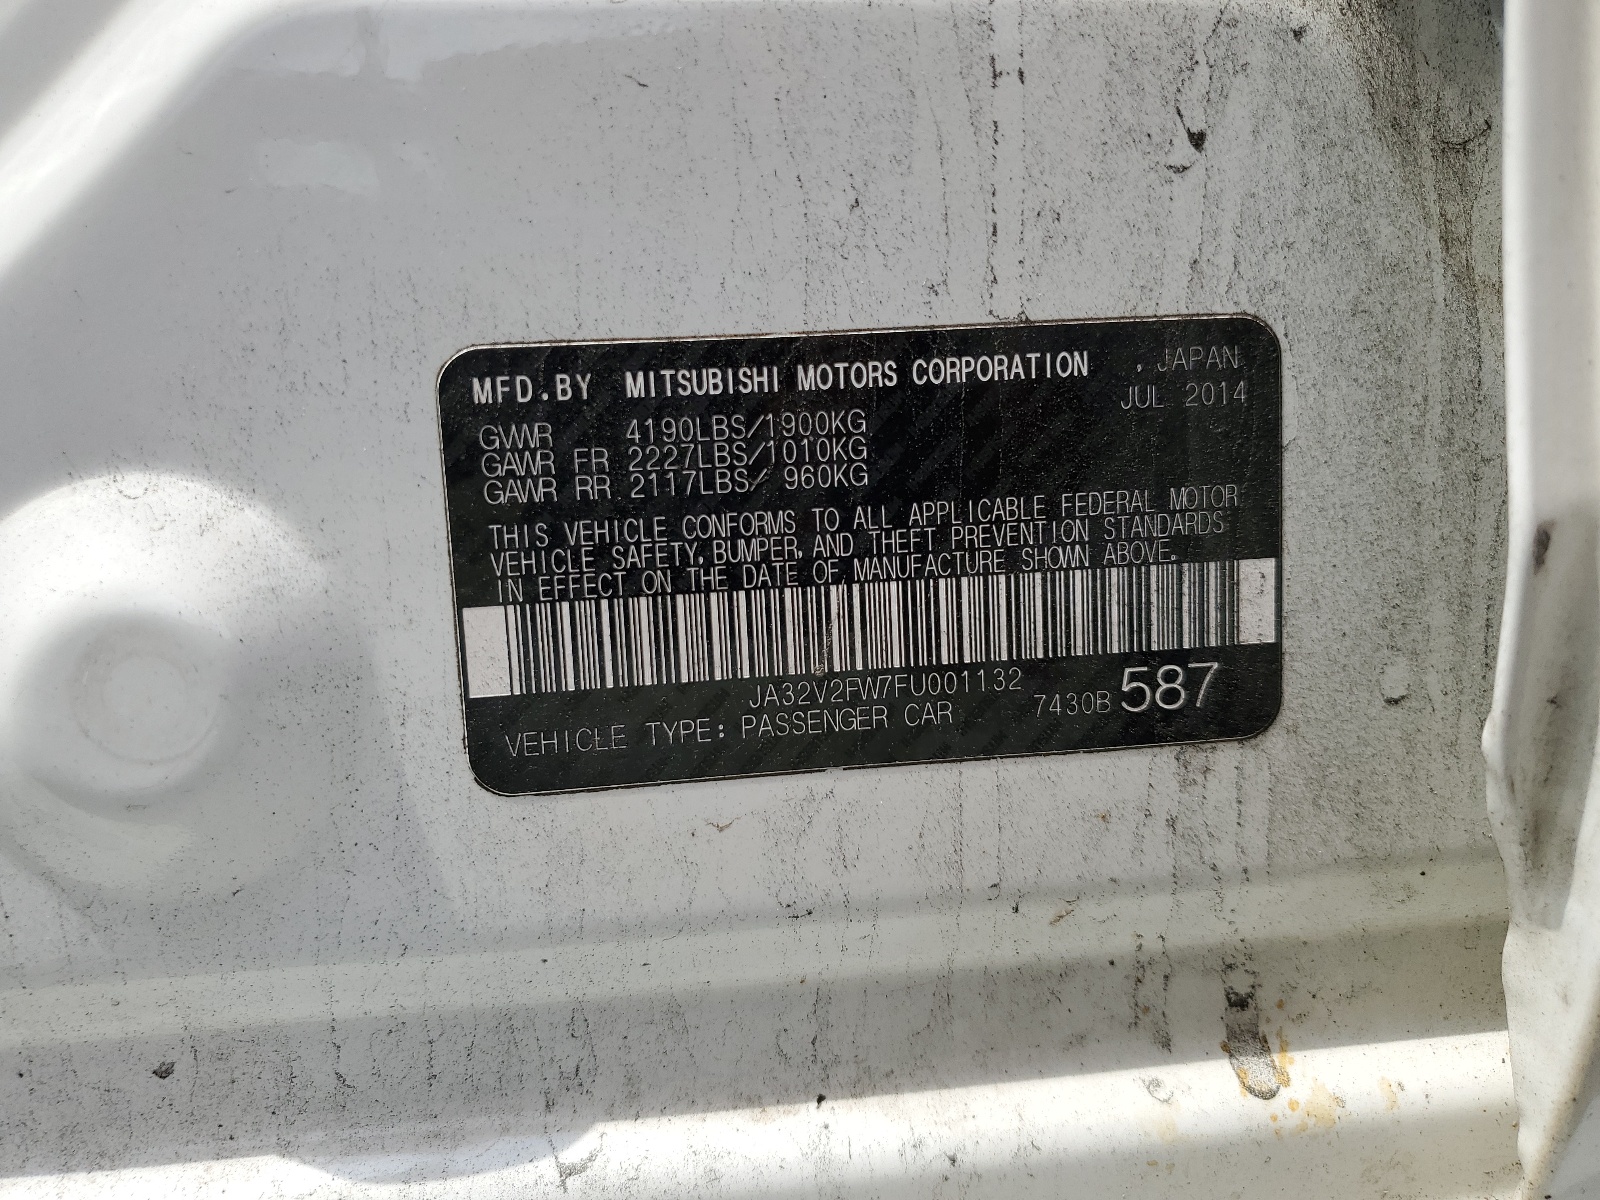 MFD.BY MITSUBISHI MOTORS CORPORATION , JAPAN
JUL 2014
GVWR 4190LBS/1900KG
GAWR FR 2227LBS/1010KG
GAWR RR 2117LBS/ 960KG
THIS VEHICLE CONFORMS TO ALL APPLICABLE FEDERAL MOTOR
VEHICLE SAFETY, BUMPER, AND THEFT PREVENTION STANDARDS
IN EFFECT ON THE DATE OF MANUFACTURE SHOWN ABOVE.
JA32V2FW7FU001132
7430B 587
VEHICLE TYPE: PASSENGER CAR